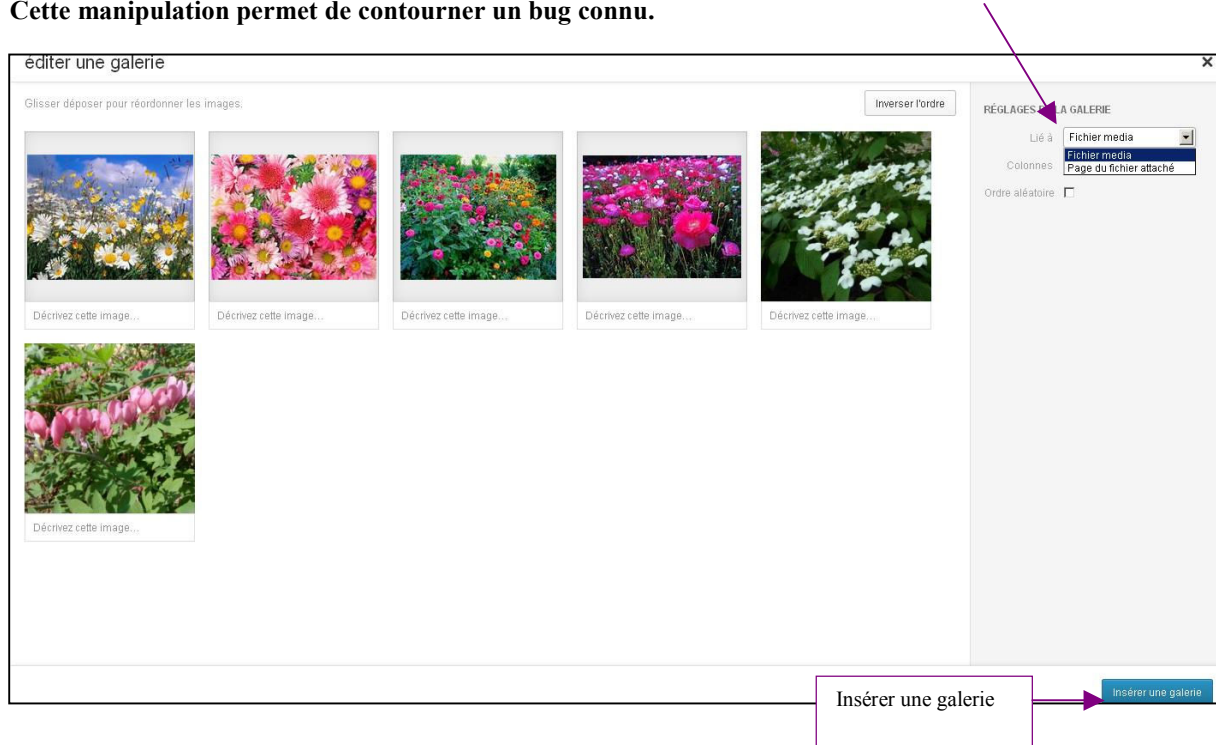 Cette manipulation permet de contourner un bug connu.
éditer une galerie
Glisser déposer pour réordonner les images.
Inverser l'ordre
RÉGLAGES LA GALERIE
Lié à Fichier media
Fichier media
Page du fichier attaché
Colonnes
Ordre aléatoire
Décrivez cette image…
Décrivez cette image…
Décrivez cette image…
Décrivez cette image…
Décrivez cette image…
Décrivez cette image…
Insérer une galerie
Insérer une galerie